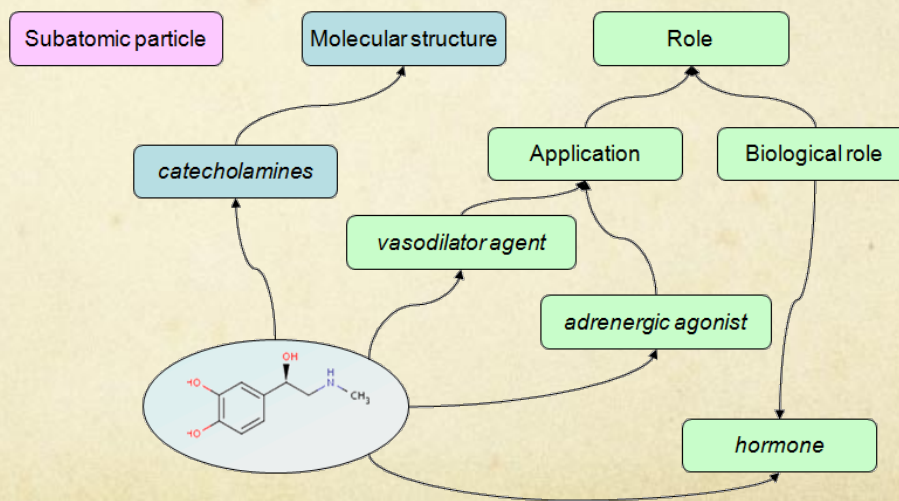 Subatomic particle
Molecular structure
Role
catecholamines
Application
Biological role
vasodilator agent
adrenergic agonist
hormone
OH
HO
HO
H
N
CH3